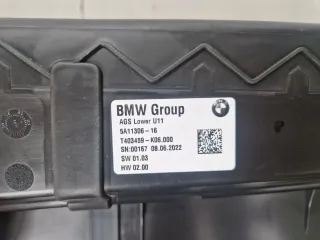 BMW Group
AGS Lower U11
5A11306-16
T403459-K06.000
SN:00167 08.06.2022
SW 01.03
HW 02.00